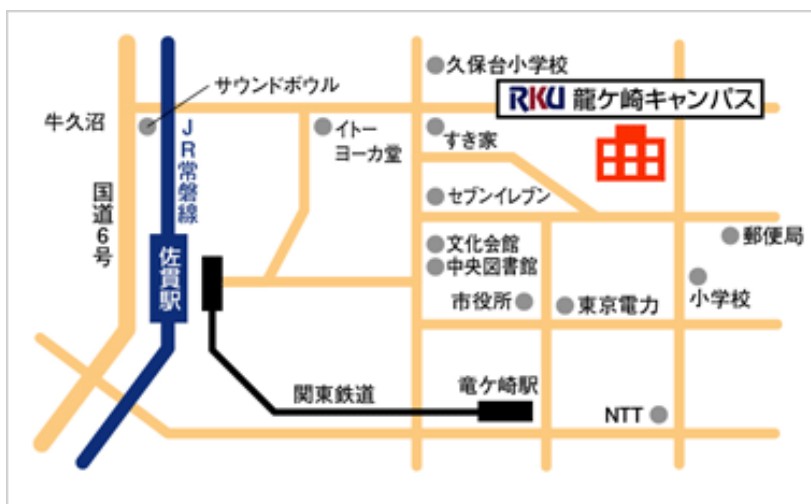 久保台小学校
サウンドボウル
RKU 龍ケ崎キャンパス
牛久沼
イトー
ヨーカ堂
すき家
JR常磐線
国道6号
セブンイレブン
佐貫駅
文化会館
中央図書館
郵便局
市役所
東京電力
小学校
関東鉄道
竜ケ崎駅
NTT